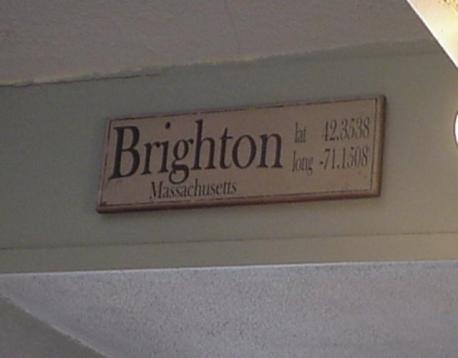 Brighton
Massachusetts
lat 42.3538
long -71.1508